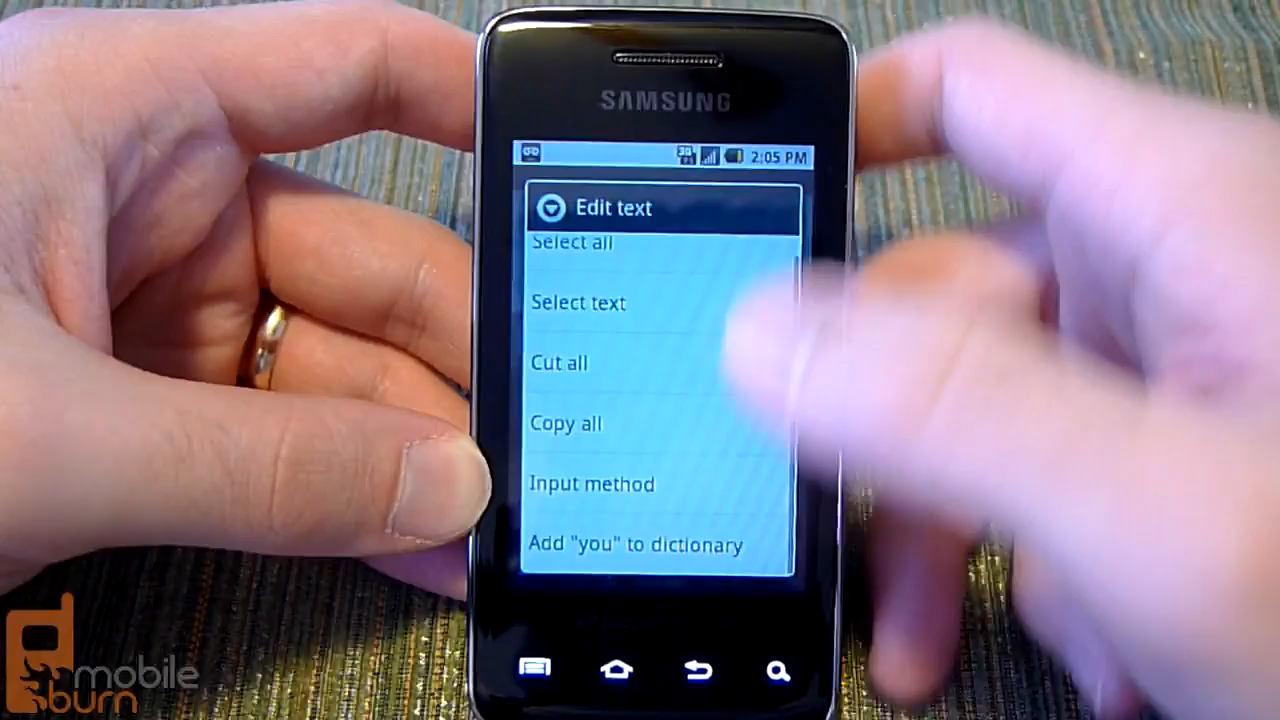 SAMSUNG
2:05 PM
Edit text
Select all
Select text
Cut all
Copy all
Input method
Add "you" to dictionary
mobile
burn